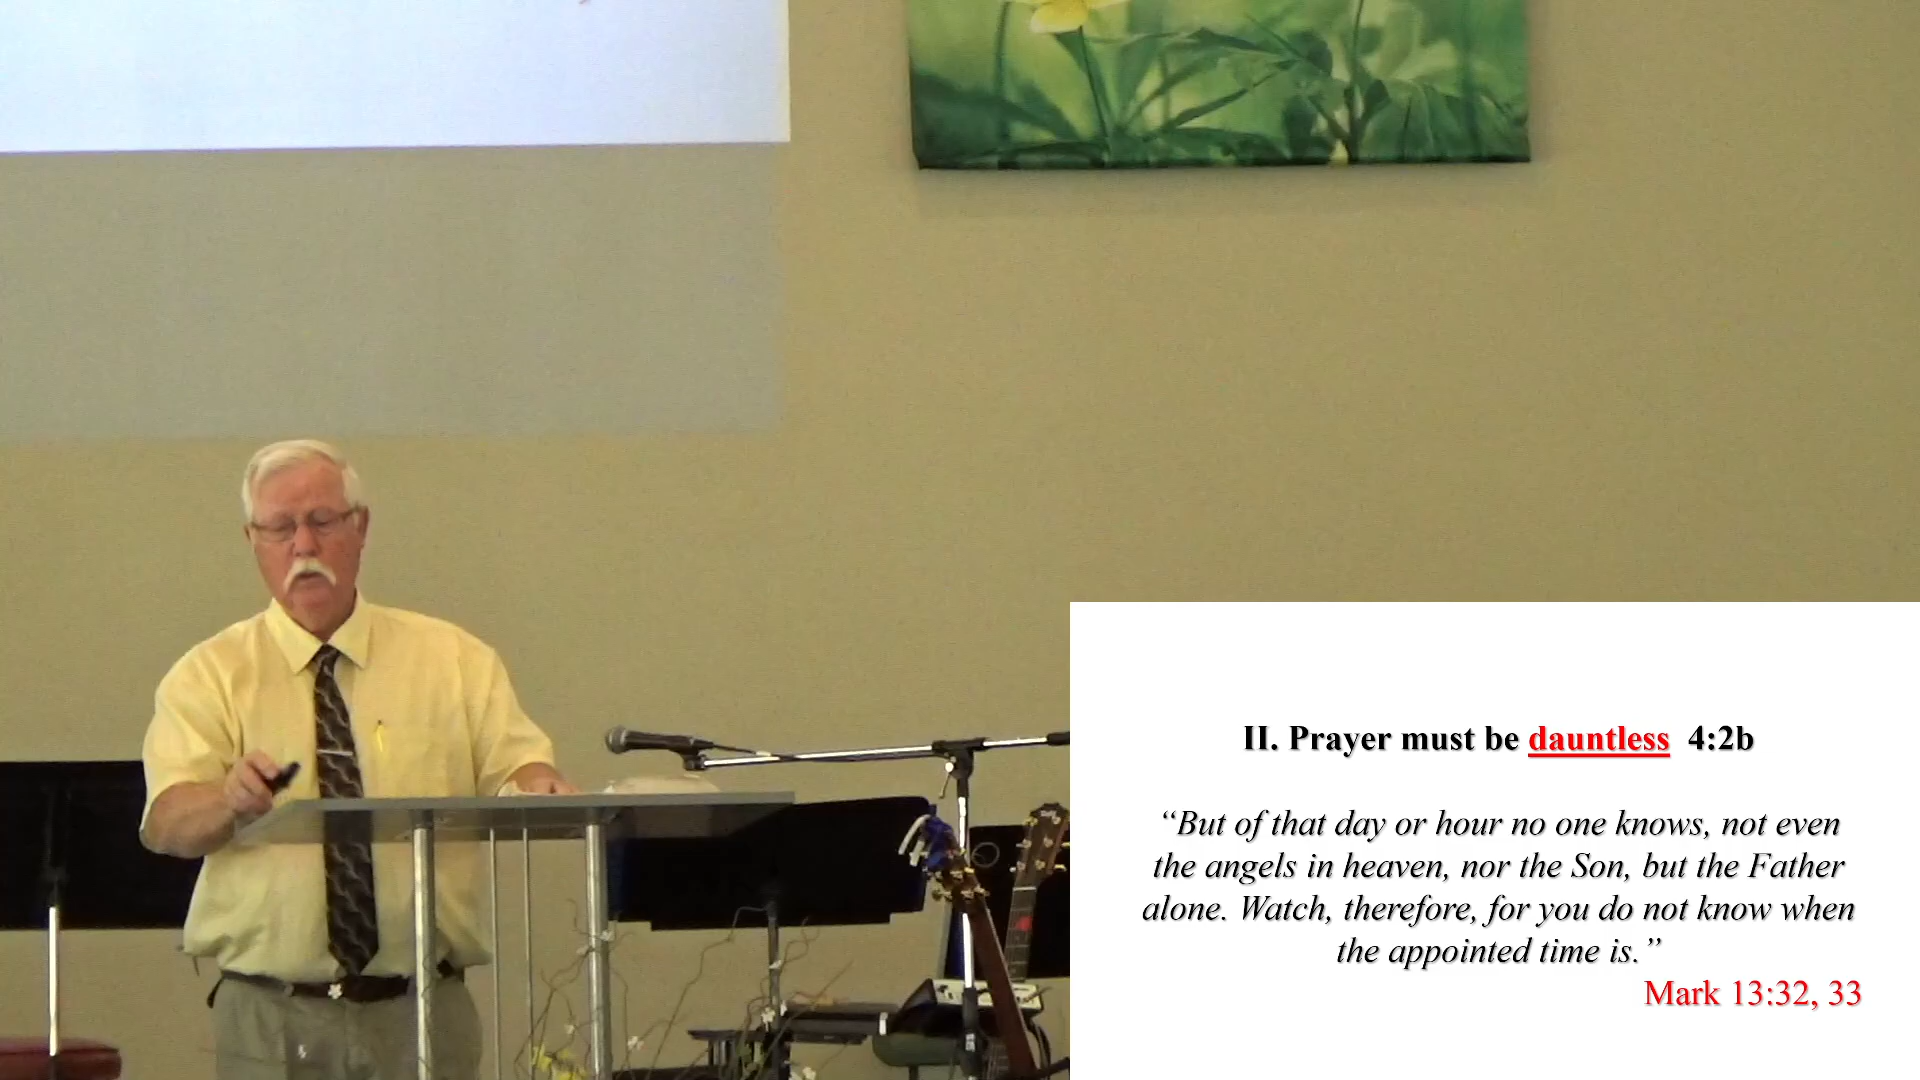 II. Prayer must be dauntless 4:2b
“But of that day or hour no one knows, not even
the angels in heaven, nor the Son, but the Father
alone. Watch, therefore, for you do not know when
the appointed time is.”
Mark 13:32, 33